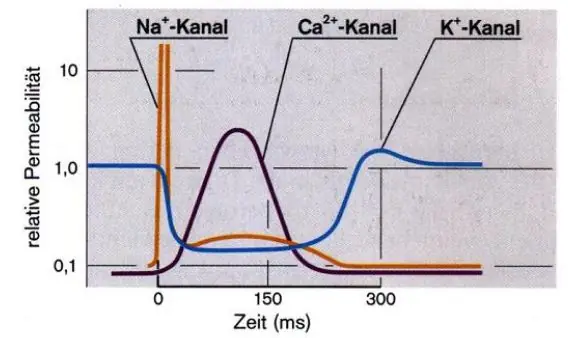 Na⁺-Kanal
Ca²⁺-Kanal
K⁺-Kanal
relative Permeabilität
10
1,0
0,1
0
150
300
Zeit (ms)